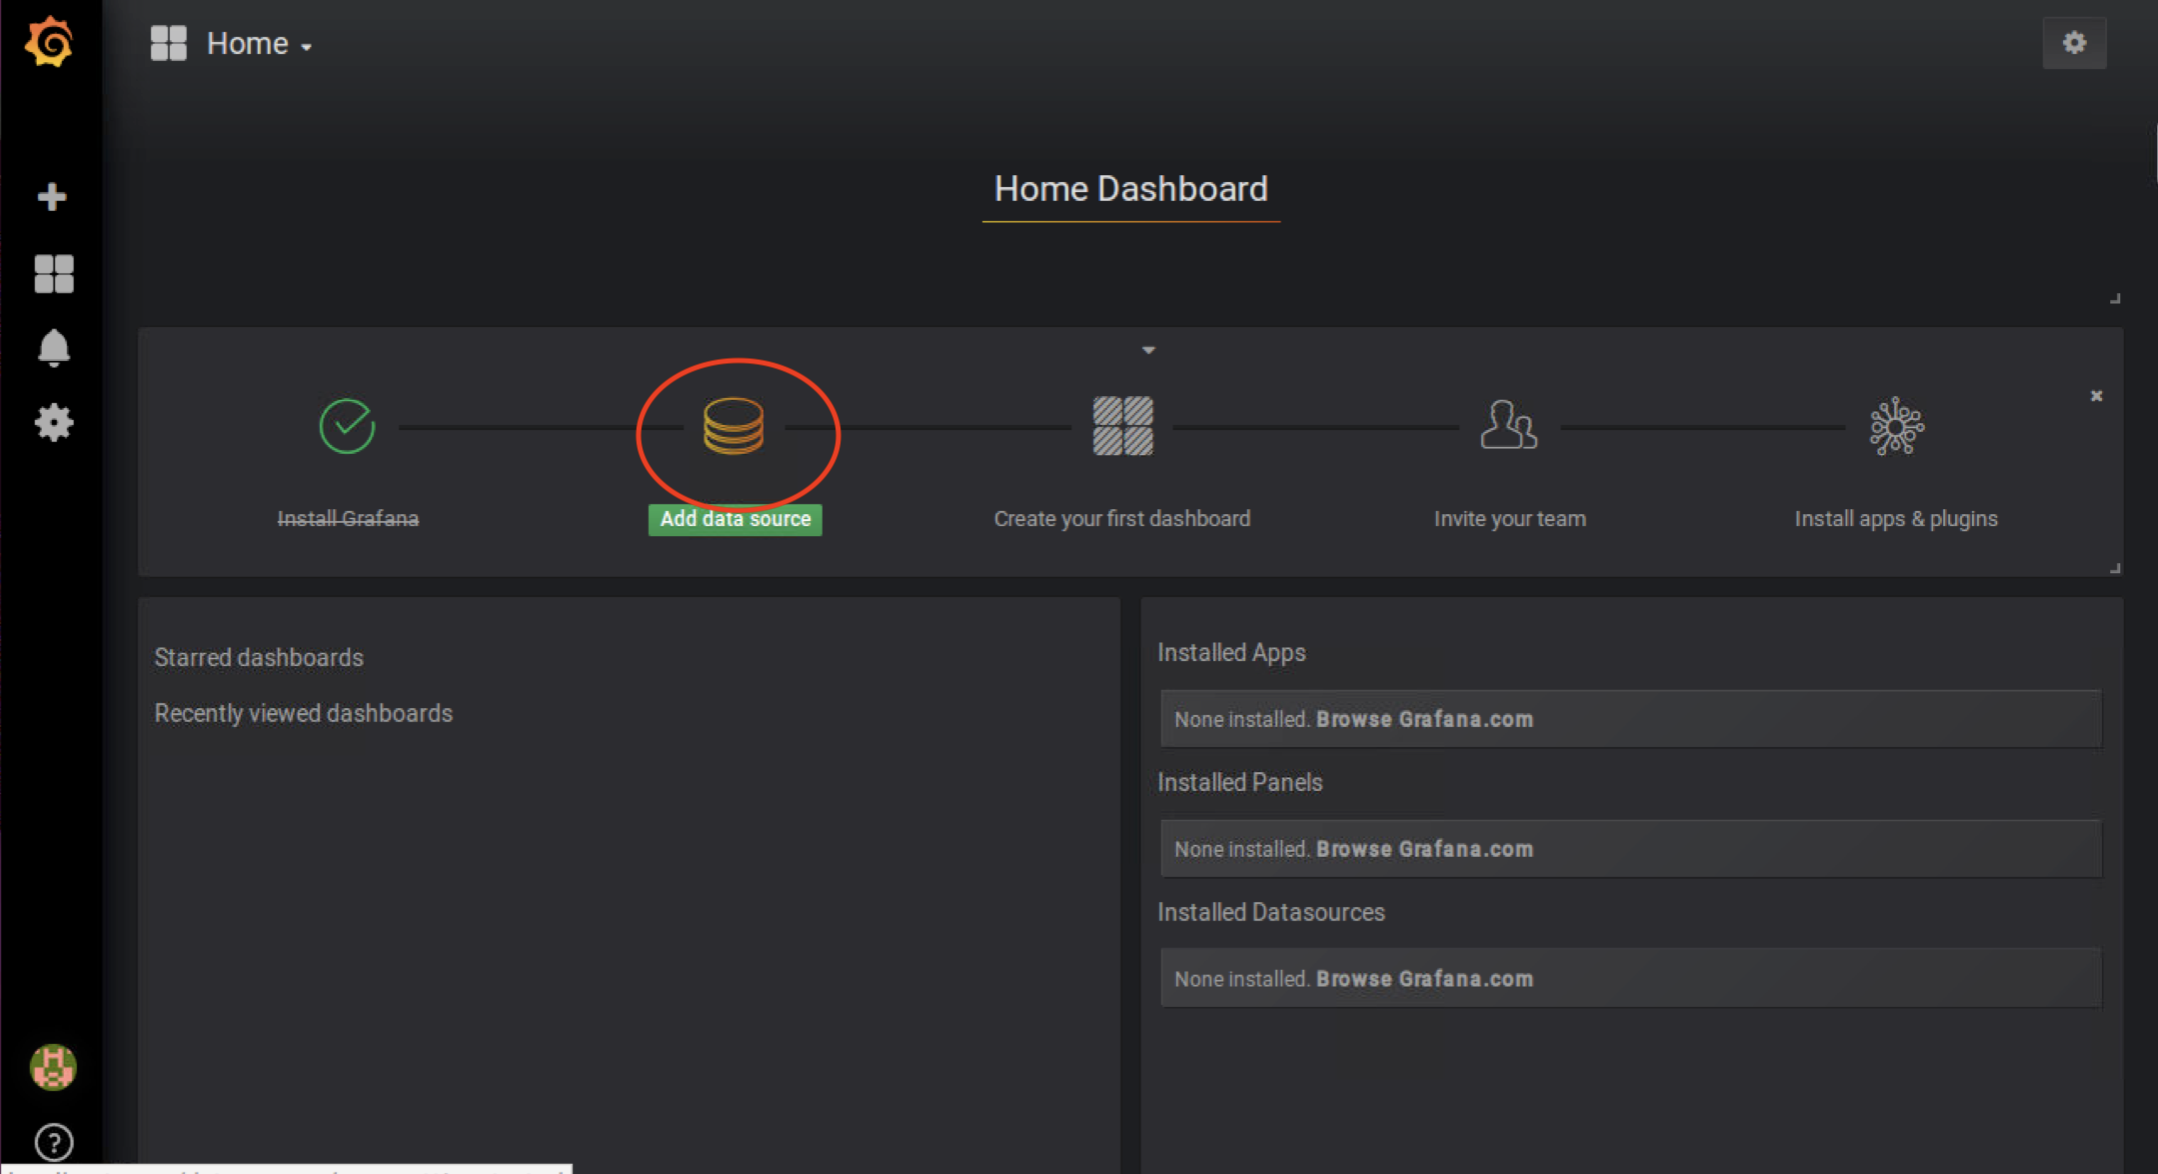 Home
Home Dashboard
Install Grafana
Add data source
Create your first dashboard
Invite your team
Install apps & plugins
Starred dashboards
Recently viewed dashboards
Installed Apps
None installed. Browse Grafana.com
Installed Panels
None installed. Browse Grafana.com
Installed Datasources
None installed. Browse Grafana.com
?